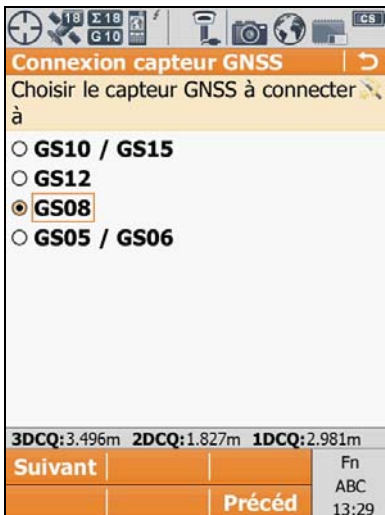 18 Σ18 G10 CS
Connexion capteur GNSS
Choisir le capteur GNSS à connecter
à
GS10 / GS15
GS12
GS08
GS05 / GS06
3DCQ:3.496m 2DCQ:1.827m 1DCQ:2.981m
Suivant Fn
ABC
Précéd 13:29